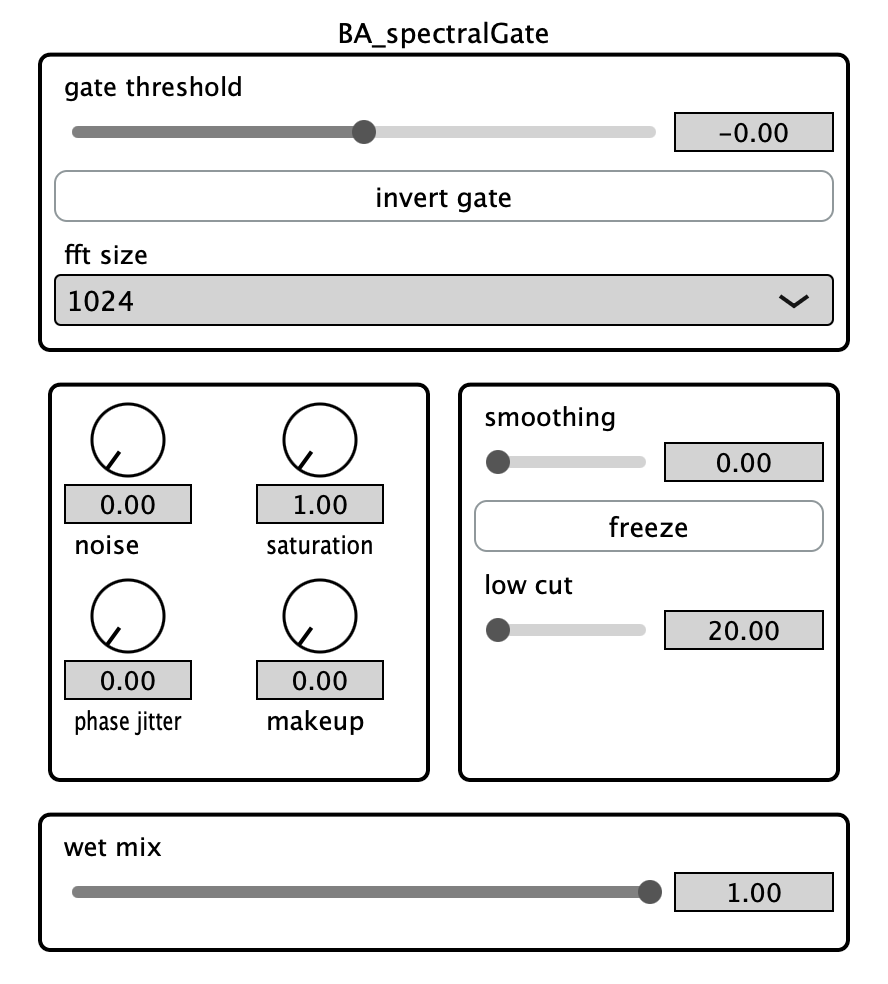 BA_spectralGate
gate threshold
-0.00
invert gate
fft size
1024
0.00
1.00
noise
saturation
0.00
0.00
phase jitter
makeup
smoothing
0.00
freeze
low cut
20.00
wet mix
1.00